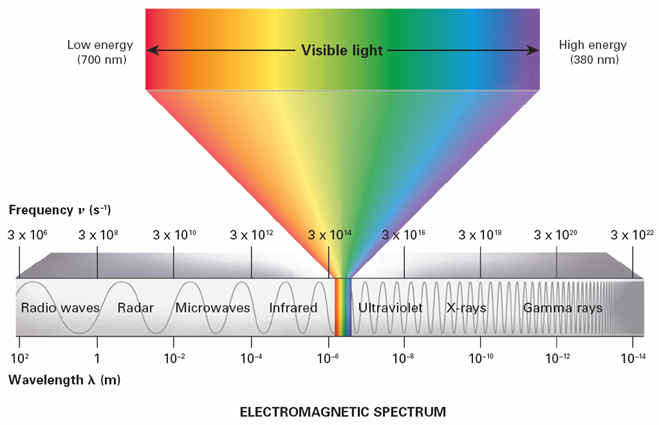 Low energy
(700 nm)
Visible light
High energy
(380 nm)
Frequency ν (s⁻¹)
3 x 10⁶ 3 x 10⁸ 3 x 10¹⁰ 3 x 10¹² 3 x 10¹⁴ 3 x 10¹⁶ 3 x 10¹⁸ 3 x 10²⁰ 3 x 10²²
Radio waves Radar Microwaves Infrared Ultraviolet X-rays Gamma rays
10² 1 10⁻² 10⁻⁴ 10⁻⁶ 10⁻⁸ 10⁻¹⁰ 10⁻¹² 10⁻¹⁴
Wavelength λ (m)
ELECTROMAGNETIC SPECTRUM